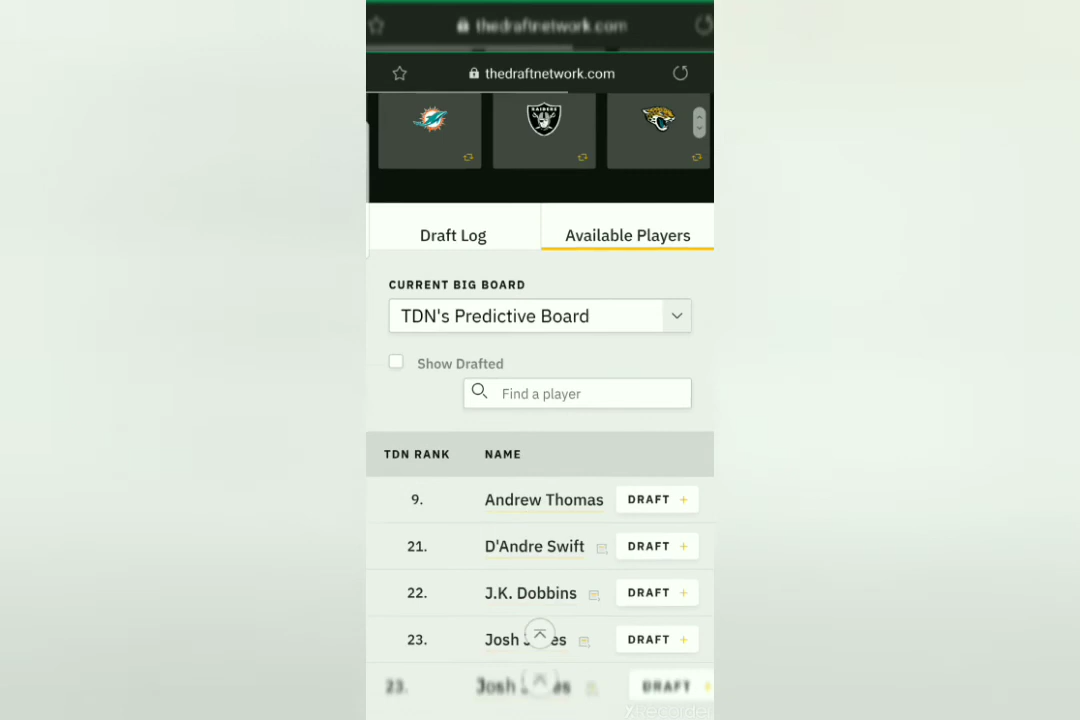 thedraftnetwork.com
thedraftnetwork.com
RAIDERS
Draft Log Available Players
CURRENT BIG BOARD
TDN's Predictive Board
Show Drafted
Find a player
TDN RANK NAME
9. Andrew Thomas DRAFT +
21. D'Andre Swift DRAFT +
22. J.K. Dobbins DRAFT +
23. Josh DRAFT +
23. Josh DRAFT +